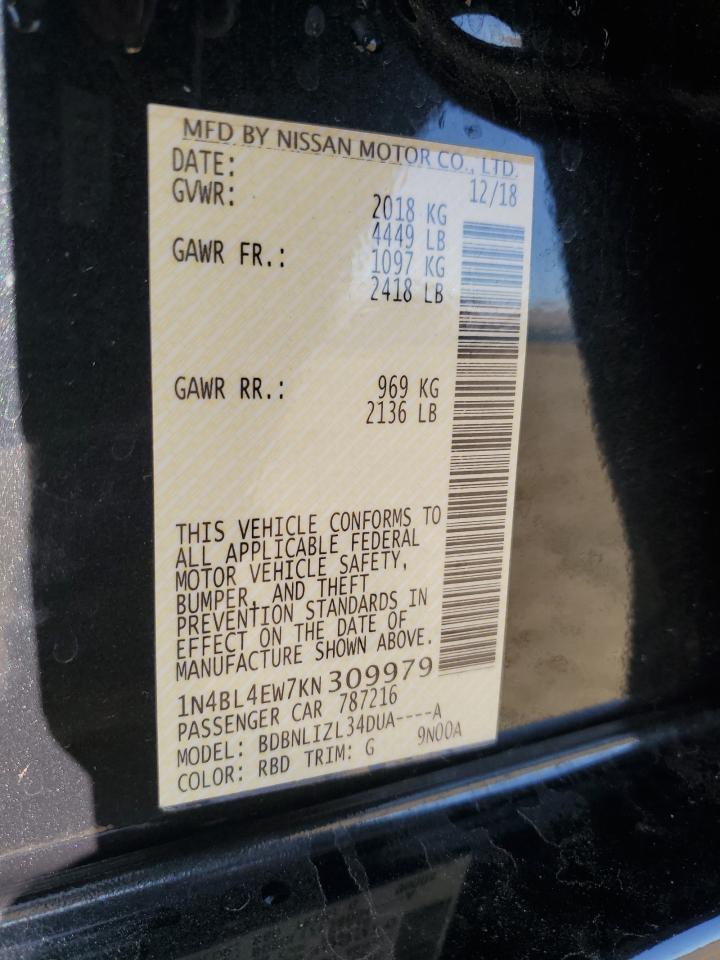 MFD BY NISSAN MOTOR CO., LTD.
DATE: 12/18
GVWR: 2018 KG
4449 LB
GAWR FR.: 1097 KG
2418 LB
GAWR RR.: 969 KG
2136 LB
THIS VEHICLE CONFORMS TO
ALL APPLICABLE FEDERAL
MOTOR VEHICLE SAFETY,
BUMPER, AND THEFT
PREVENTION STANDARDS IN
EFFECT ON THE DATE OF
MANUFACTURE SHOWN ABOVE.
1N4BL4EW7KN309979
PASSENGER CAR 787216
MODEL: BDBNLIZL34DUA----A
COLOR: RBD TRIM: G 9N00A